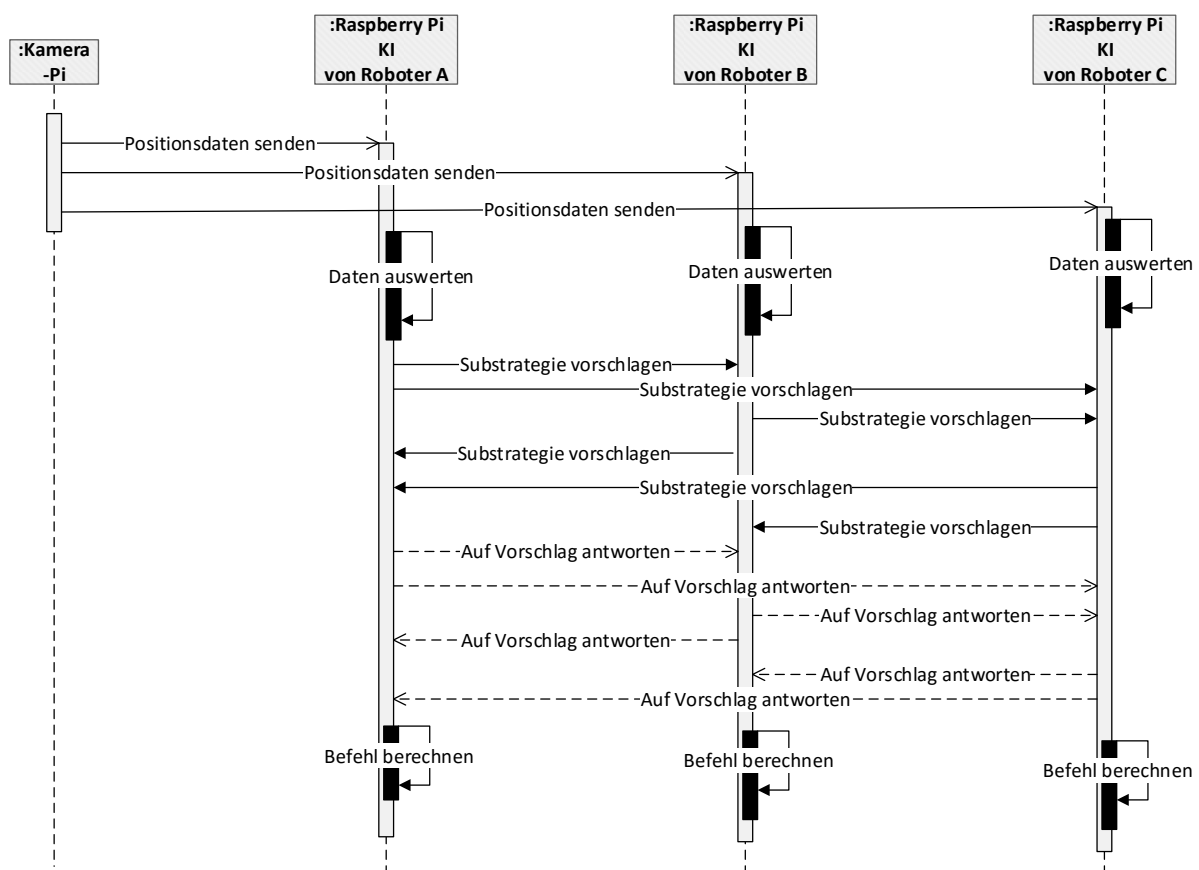 :Kamera
-Pi
:Raspberry Pi
KI
von Roboter A
:Raspberry Pi
KI
von Roboter B
:Raspberry Pi
KI
von Roboter C
Positionsdaten senden
Positionsdaten senden
Positionsdaten senden
Daten auswerten
Daten auswerten
Daten auswerten
Substrategie vorschlagen
Substrategie vorschlagen
Substrategie vorschlagen
Substrategie vorschlagen
Substrategie vorschlagen
Substrategie vorschlagen
Auf Vorschlag antworten
Auf Vorschlag antworten
Auf Vorschlag antworten
Auf Vorschlag antworten
Auf Vorschlag antworten
Auf Vorschlag antworten
Befehl berechnen
Befehl berechnen
Befehl berechnen